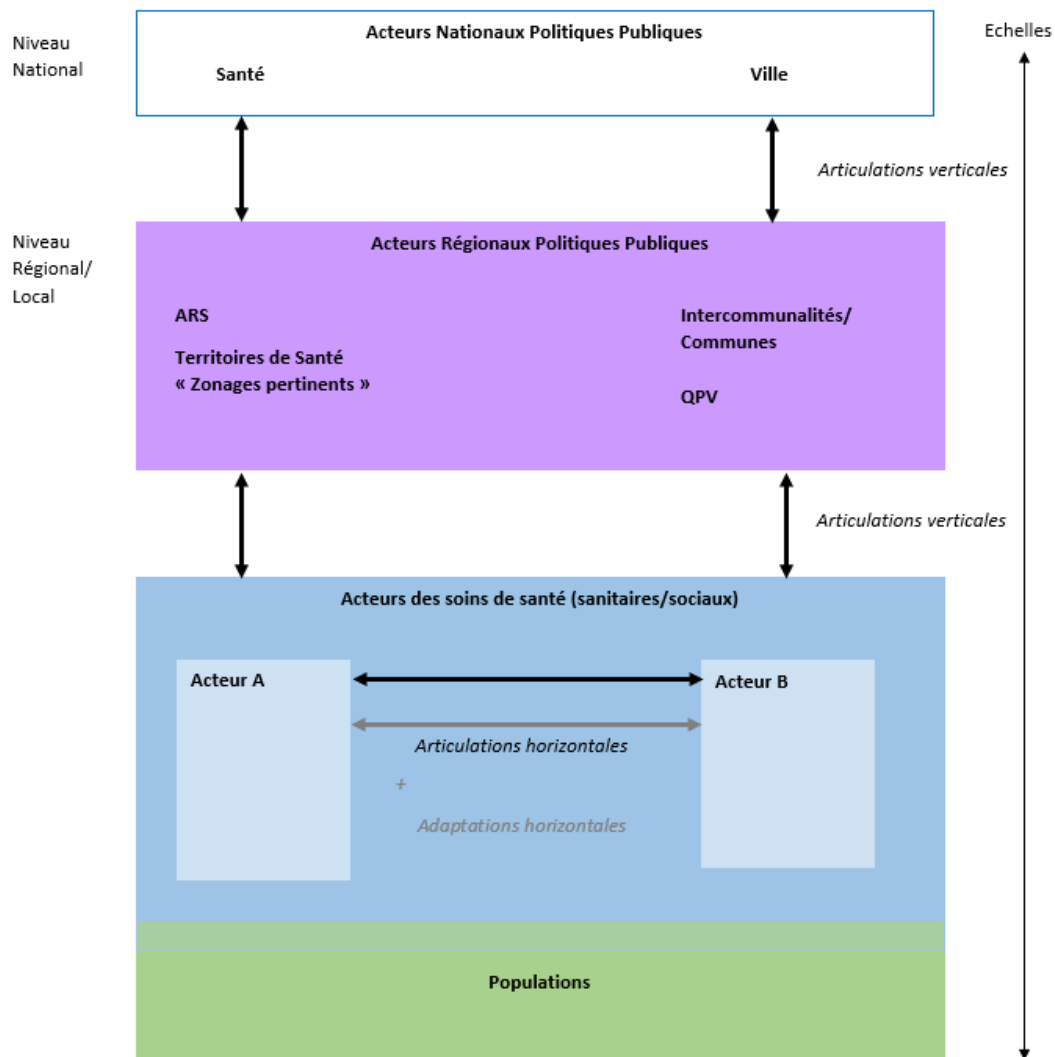 Acteurs Nationaux Politiques Publiques
Echelles
Niveau
National
Santé
Ville
Articulations verticales
Niveau
Régional/
Local
Acteurs Régionaux Politiques Publiques
ARS
Territoires de Santé
« Zonages pertinents »
Intercommunalités/
Communes
QPV
Articulations verticales
Acteurs des soins de santé (sanitaires/sociaux)
Acteur A
Acteur B
Articulations horizontales
+
Adaptations horizontales
Populations